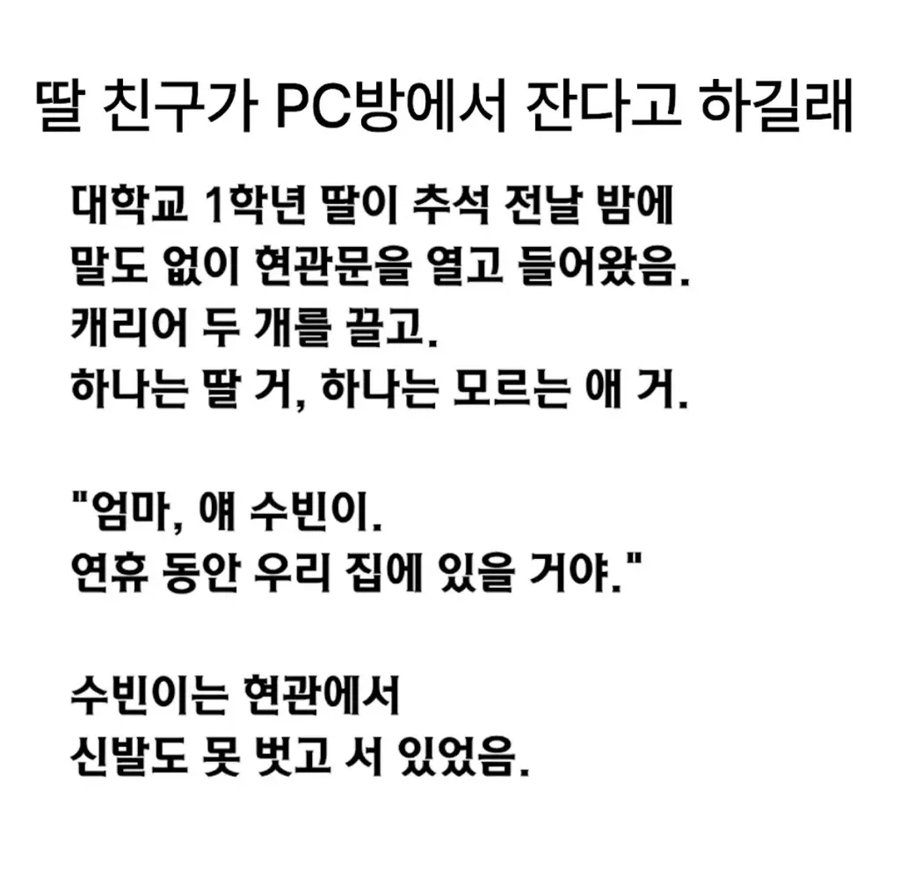 딸 친구가 PC방에서 잔다고 하길래
대학교 1학년 딸이 추석 전날 밤에
말도 없이 현관문을 열고 들어왔음.
캐리어 두 개를 끌고.
하나는 딸 거, 하나는 모르는 애 거.
"엄마, 얘 수빈이.
연휴 동안 우리 집에 있을 거야."
수빈이는 현관에서
신발도 못 벗고 서 있었음.